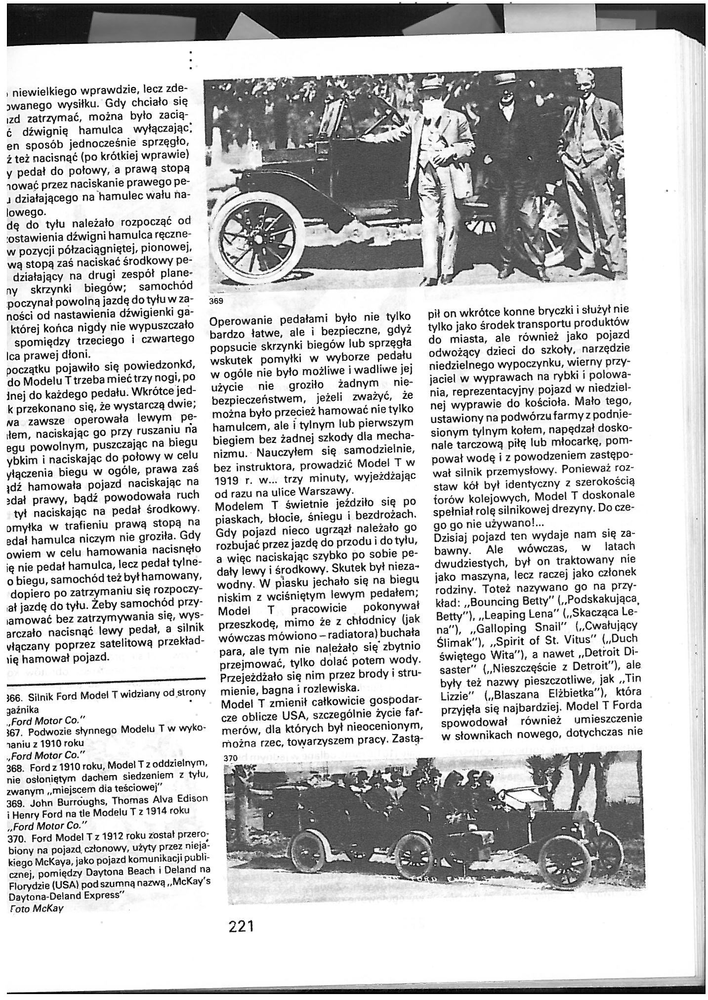 niewielkiego wprawdzie, lecz zde-
owanego wysiłku. Gdy chciało się
zd zatrzymać, można było zacią-
ć dźwignię hamulca wyłączając
en sposób jednocześnie sprzęgło,
ź też nacisnąć (po krótkiej wprawie)
y pedał do połowy, a prawą stopą
ować przez naciskanie prawego pe-
u działającego na hamulec wału na-
lowego.
dę do tyłu należało rozpocząć od
ostawienia dźwigni hamulca ręczne-
w pozycji półzaciągniętej, pionowej,
wą stopą zaś naciskać środkowy pe-
działający na drugi zespół plane-
ny skrzynki biegów; samochód
poczynał powolną jazdę do tyłu w za-
ności od nastawienia dźwigienki ga-
której końca nigdy nie wypuszczało
spomiędzy trzeciego i czwartego
lca prawej dłoni.
początku pojawiło się powiedzonko,
do Modelu T trzeba mieć trzy nogi, po
dnej do każdego pedału. Wkrótce jed-
k przekonano się, że wystarczą dwie;
wa zawsze operowała lewym pe-
łem, naciskając go przy ruszaniu na
egu powolnym, puszczając na biegu
ybkim i naciskając do połowy w celu
yłączenia biegu w ogóle, prawa zaś
ądź hamowała pojazd naciskając na
edał prawy, bądź powodowała ruch
tył naciskając na pedał środkowy.
omyłka w trafieniu prawą stopą na
edał hamulca niczym nie groziła. Gdy
owiem w celu hamowania nacisnęło
ię nie pedał hamulca, lecz pedał tylne-
o biegu, samochód też był hamowany,
dopiero po zatrzymaniu się rozpoczy-
ał jazdę do tyłu. Żeby samochód przy-
amować bez zatrzymywania się, wys-
arczało nacisnąć lewy pedał, a silnik
włączany poprzez satelitową przekład-
nię hamował pojazd.
366. Silnik Ford Model T widziany od strony
gaźnika
„Ford Motor Co."
367. Podwozie słynnego Modelu T w wyko-
naniu z 1910 roku
„Ford Motor Co."
368. Ford z 1910 roku, Model T z oddzielnym,
nie osłoniętym dachem siedzeniem z tyłu,
zwanym „miejscem dla teściowej"
369. John Burroughs, Thomas Alva Edison
i Henry Ford na tle Modelu T z 1914 roku
„Ford Motor Co."
370. Ford Model T z 1912 roku został przero-
biony na pojazd członowy, użyty przez nieja-
kiego McKaya, jako pojazd komunikacji publi-
cznej, pomiędzy Daytona Beach i Deland na
Florydzie (USA) pod szumną nazwą „McKay's
Daytona-Deland Express"
Foto McKay
369
Operowanie pedałami było nie tylko
bardzo łatwe, ale i bezpieczne, gdyż
popsucie skrzynki biegów lub sprzęgła
wskutek pomyłki w wyborze pedału
w ogóle nie było możliwe i wadliwe jej
użycie nie groziło żadnym nie-
bezpieczeństwem, jeżeli zważyć, że
można było przecież hamować nie tylko
hamulcem, ale i tylnym lub pierwszym
biegiem bez żadnej szkody dla mecha-
nizmu. Nauczyłem się samodzielnie,
bez instruktora, prowadzić Model T w
1919 r. w... trzy minuty, wyjeżdżając
od razu na ulice Warszawy.
Modelem T świetnie jeździło się po
piaskach, błocie, śniegu i bezdrożach.
Gdy pojazd nieco ugrzązł należało go
rozbujać przez jazdę do przodu i do tyłu,
a więc naciskając szybko po sobie pe-
dały lewy i środkowy. Skutek był nieza-
wodny. W piasku jechało się na biegu
niskim z wciśniętym lewym pedałem;
Model T pracowicie pokonywał
przeszkodę, mimo że z chłodnicy (jak
wówczas mówiono – radiatora) buchała
para, ale tym nie należało się zbytnio
przejmować, tylko dolać potem wody.
Przejeżdżało się nim przez brody i stru-
mienie, bagna i rozlewiska.
Model T zmienił całkowicie gospodar-
cze oblicze USA, szczególnie życie far-
merów, dla których był nieocenionym,
można rzec, towarzyszem pracy. Zastą-
pił on wkrótce konne bryczki i służył nie
tylko jako środek transportu produktów
do miasta, ale również jako pojazd
odwożący dzieci do szkoły, narzędzie
niedzielnego wypoczynku, wierny przy-
jaciel w wyprawach na rybki i polowa-
nia, reprezentacyjny pojazd w niedziel-
nej wyprawie do kościoła. Mało tego,
ustawiony na podwórzu farmy z podnie-
sionym tylnym kołem, napędzał dosko-
nale tarczową piłę lub młocarkę, pom-
pował wodę i z powodzeniem zastępo-
wał silnik przemysłowy. Ponieważ roz-
staw kół był identyczny z szerokością
torów kolejowych, Model T doskonale
spełniał rolę silnikowej drezyny. Do cze-
go go nie używano!...
Dzisiaj pojazd ten wydaje nam się za-
bawny. Ale wówczas, w latach
dwudziestych, był on traktowany nie
jako maszyna, lecz raczej jako członek
rodziny. Toteż nazywano go na przy-
kład: „Bouncing Betty" („Podskakująca
Betty"), „Leaping Lena" („Skacząca Le-
na"), „Galloping Snail" („Cwałujący
Ślimak"), „Spirit of St. Vitus" („Duch
świętego Wita"), a nawet „Detroit Di-
saster" („Nieszczęście z Detroit"), ale
były też nazwy pieszczotliwe, jak „Tin
Lizzie" („Blaszana Elżbietka"), która
przyjęła się najbardziej. Model T Forda
spowodował również umieszczenie
w słownikach nowego, dotychczas nie
370
221